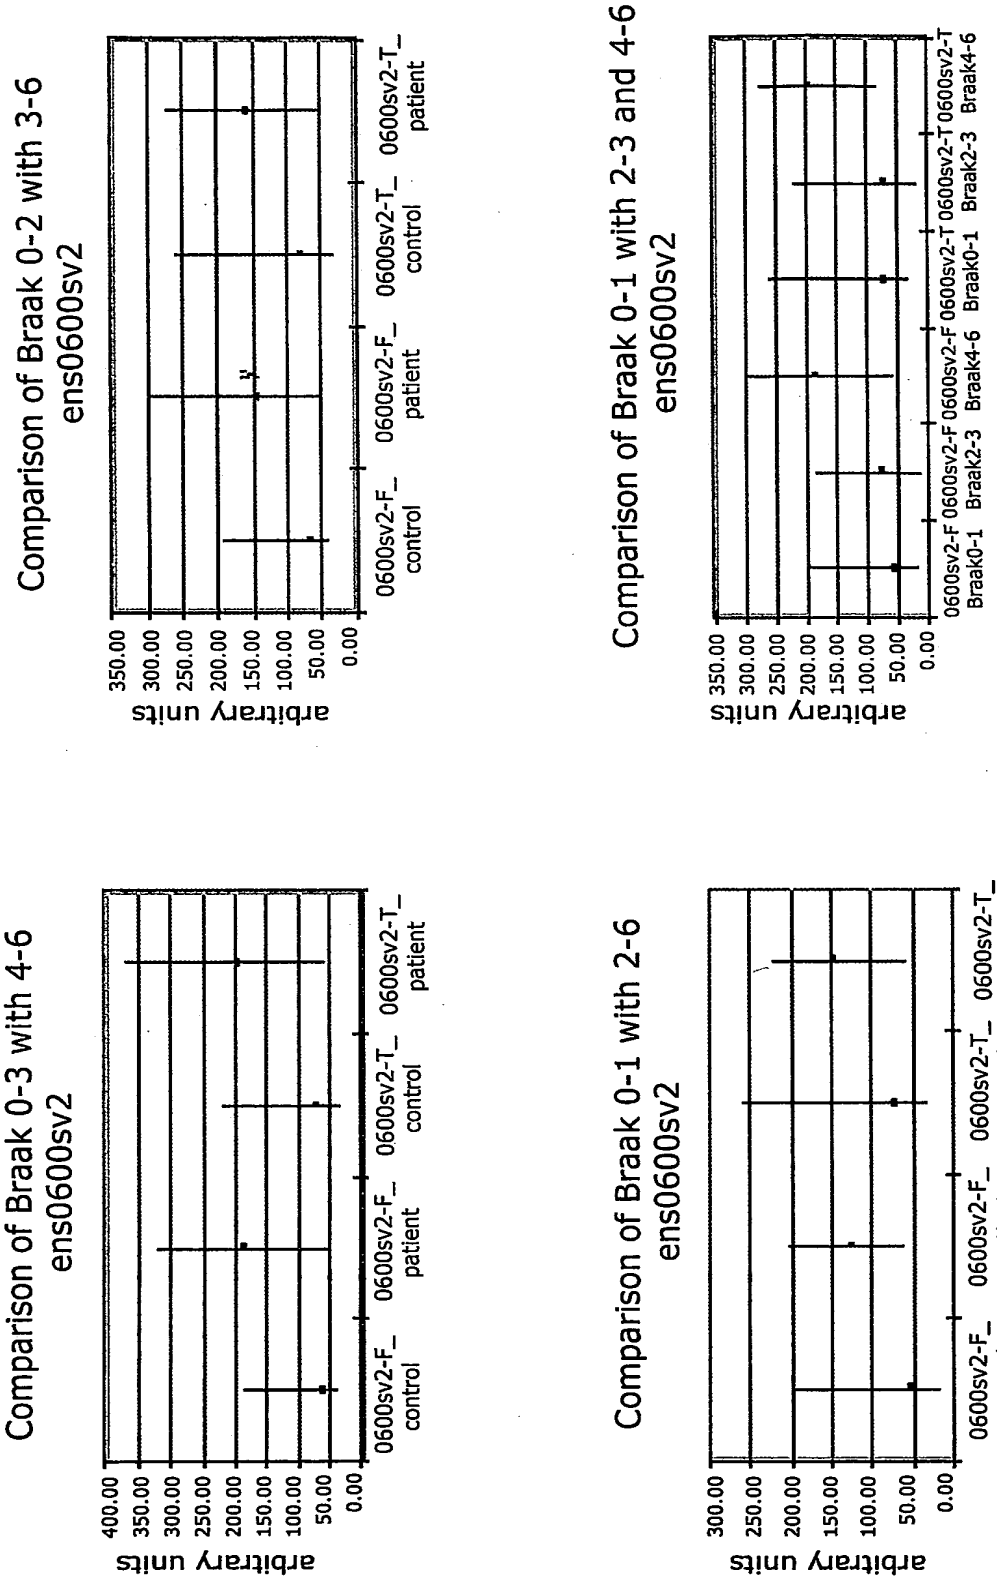 Comparison of Braak 0-3 with 4-6
ens0600sv2
arbitrary units
400.00
350.00
300.00
250.00
200.00
150.00
100.00
50.00
0.00
0600sv2-F_
control
0600sv2-F_
patient
0600sv2-T_
control
0600sv2-T_
patient
Comparison of Braak 0-2 with 3-6
ens0600sv2
arbitrary units
350.00
300.00
250.00
200.00
150.00
100.00
50.00
0.00
0600sv2-F_
control
0600sv2-F_
patient
0600sv2-T_
control
0600sv2-T_
patient
Comparison of Braak 0-1 with 2-6
ens0600sv2
arbitrary units
300.00
250.00
200.00
150.00
100.00
50.00
0.00
0600sv2-F_
0600sv2-F_
0600sv2-T_
0600sv2-T_
Comparison of Braak 0-1 with 2-3 and 4-6
ens0600sv2
arbitrary units
350.00
300.00
250.00
200.00
150.00
100.00
50.00
0.00
0600sv2-F 0600sv2-F 0600sv2-F 0600sv2-T 0600sv2-T 0600sv2-T
Braak0-1 Braak2-3 Braak4-6 Braak0-1 Braak2-3 Braak4-6